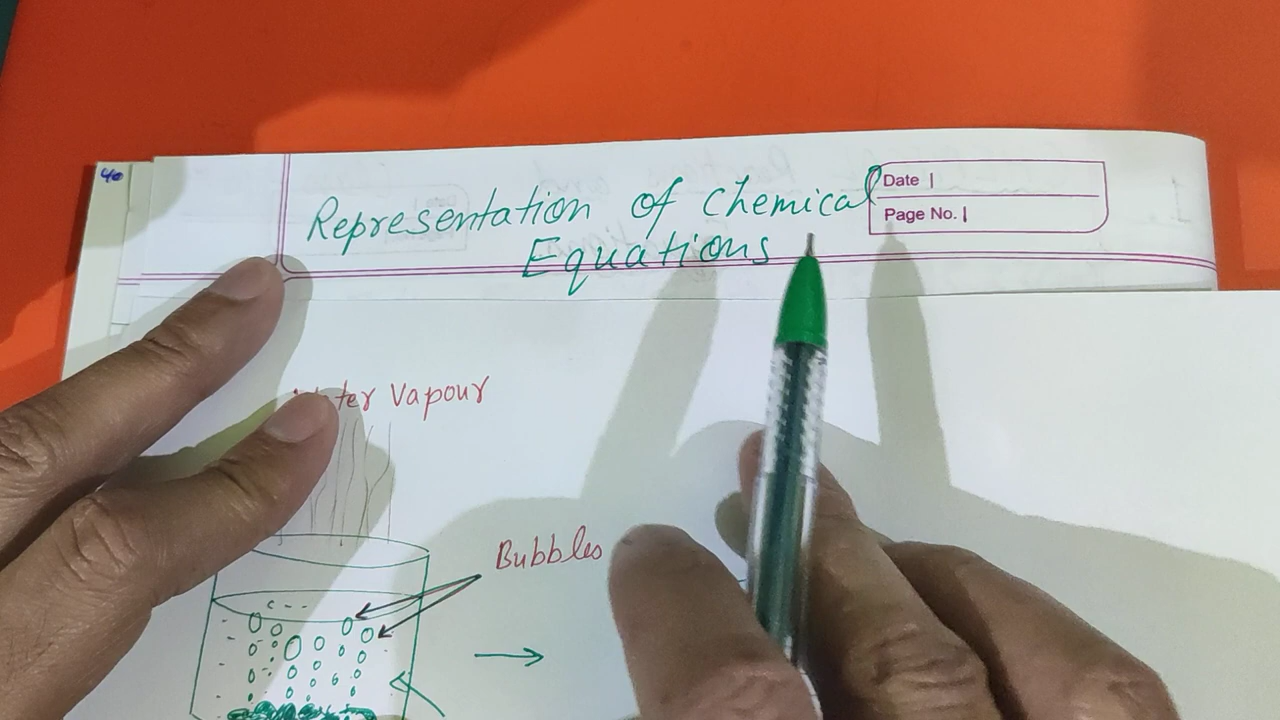 40
Representation of Chemical
Equations
Date
Page No.
Vapour
Bubbles